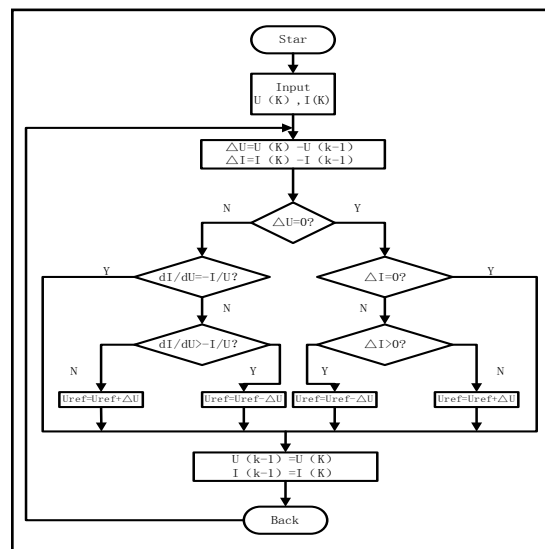 Star
Input
U (K) ,I(K)
△U=U (K) -U (k-1)
△I=I (K) -I (k-1)
N
Y
△U=0?
Y
dI/dU=-I/U?
△I=0?
Y
N
N
dI/dU>-I/U?
△I>0?
N
Y
Y
N
Uref=Uref+△U
Uref=Uref-△U
Uref=Uref-△U
Uref=Uref+△U
U (k-1) =U (K)
I (k-1) =I (K)
Back